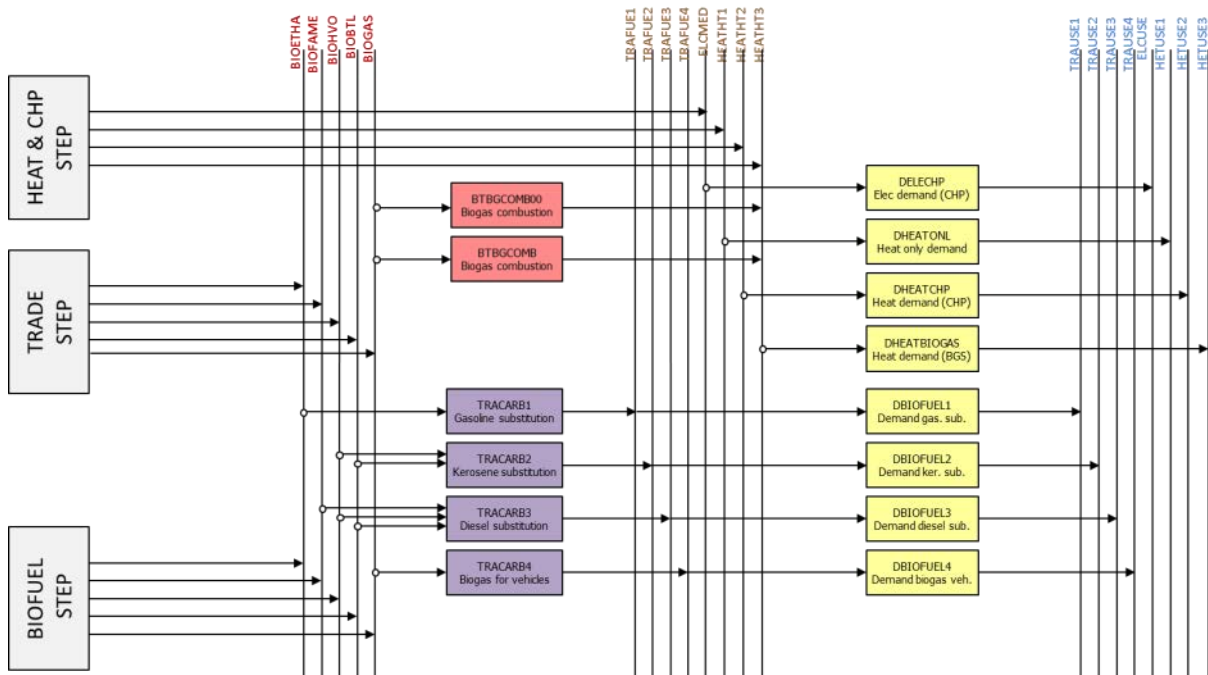 BIOETHA
BIOFAME
BIOHVO
BIOBTL
BIOGAS
TRAFUE1
TRAFUE2
TRAFUE3
TRAFUE4
ELCMED
HEATHT1
HEATHT2
HEATHT3
TRAUSE1
TRAUSE2
TRAUSE3
TRAUSE4
ELCUSE
HETUSE1
HETUSE2
HETUSE3
HEAT & CHP
STEP
TRADE
STEP
BIOFUEL
STEP
BTBGCOMB00
Biogas combustion
BTBGCOMB
Biogas combustion
TRACARB1
Gasoline substitution
TRACARB2
Kerosene substitution
TRACARB3
Diesel substitution
TRACARB4
Biogas for vehicles
DELECHP
Elec demand (CHP)
DHEATONL
Heat only demand
DHEATCHP
Heat demand (CHP)
DHEATBIOGAS
Heat demand (BGS)
DBIOFUEL1
Demand gas. sub.
DBIOFUEL2
Demand ker. sub.
DBIOFUEL3
Demand diesel sub.
DBIOFUEL4
Demand biogas veh.